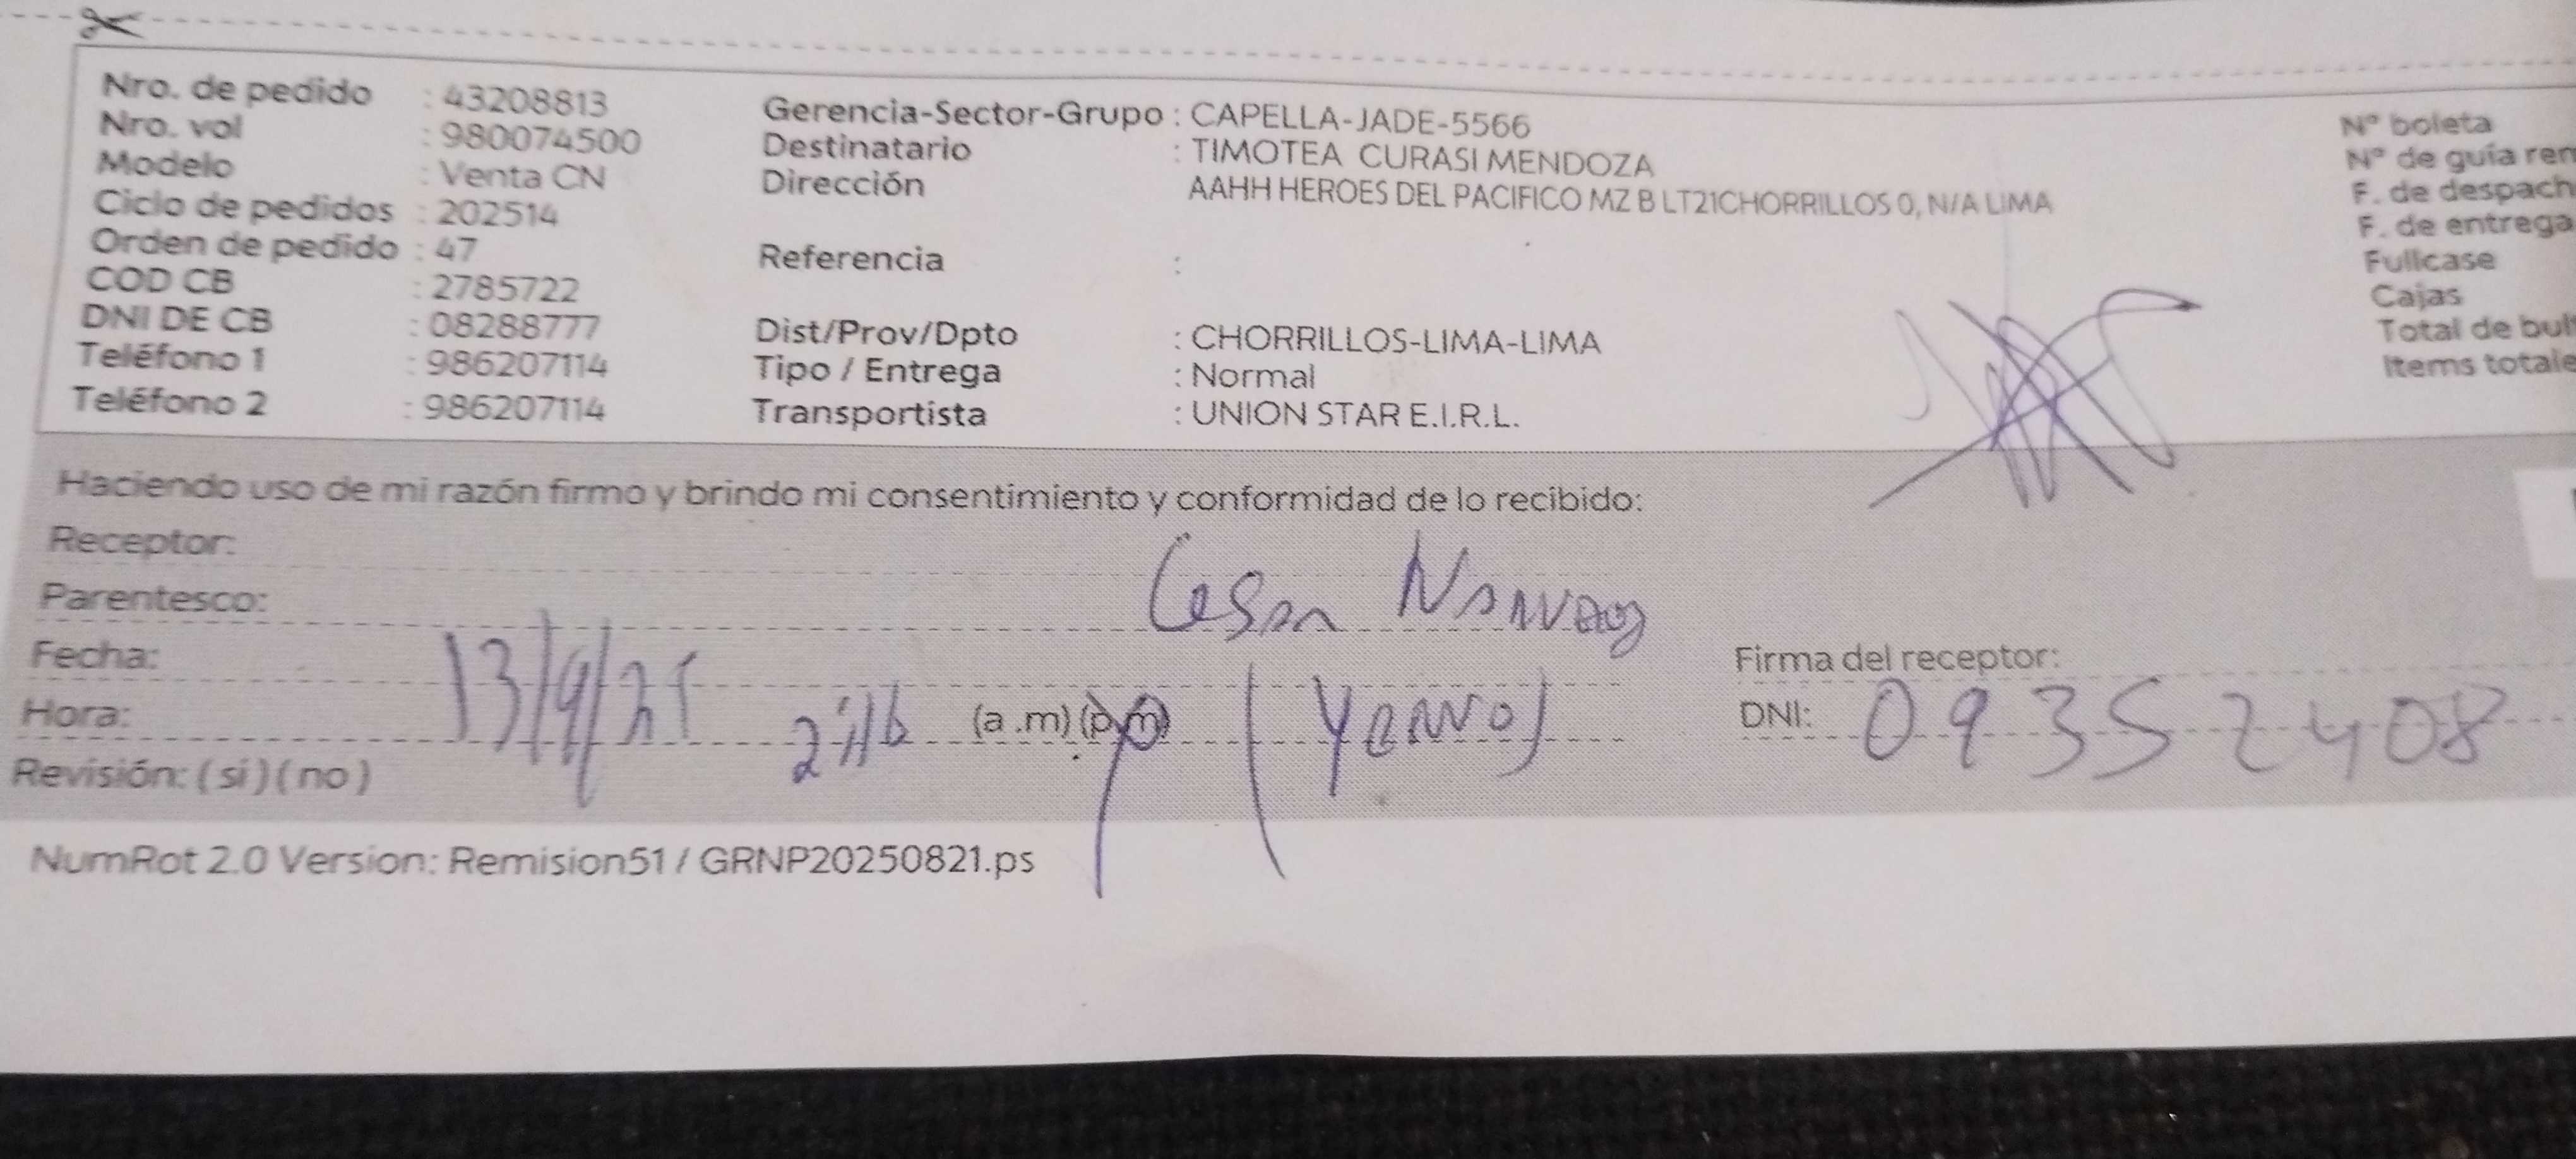 Nro. de pedido : 43208813
Nro. vol : 980074500
Modelo : Venta CN
Ciclo de pedidos : 202514
Orden de pedido : 47
COD CB : 2785722
DNI DE CB : 08288777
Teléfono 1 : 986207114
Teléfono 2 : 986207114
Gerencia-Sector-Grupo : CAPELLA-JADE-5566
Destinatario : TIMOTEA CURASI MENDOZA
Dirección AAHH HEROES DEL PACIFICO MZ B LT21CHORRILLOS 0, N/A LIMA
Referencia :
Dist/Prov/Dpto : CHORRILLOS-LIMA-LIMA
Tipo / Entrega : Normal
Transportista : UNION STAR E.I.R.L.
N° boleta
N° de guía rem
F. de despach
F. de entrega
Fullcase
Cajas
Total de bul
Items totale
Haciendo uso de mi razón firmo y brindo mi consentimiento y conformidad de lo recibido:
Receptor:
Parentesco: Cesar
Fecha: 13/9/25
Hora: 2:16 (a .m) (p.m) (Yerno)
Revisión: ( si ) ( no )
Firma del receptor:
DNI: 09352408
NumRot 2.0 Version: Remision51 / GRNP20250821.ps